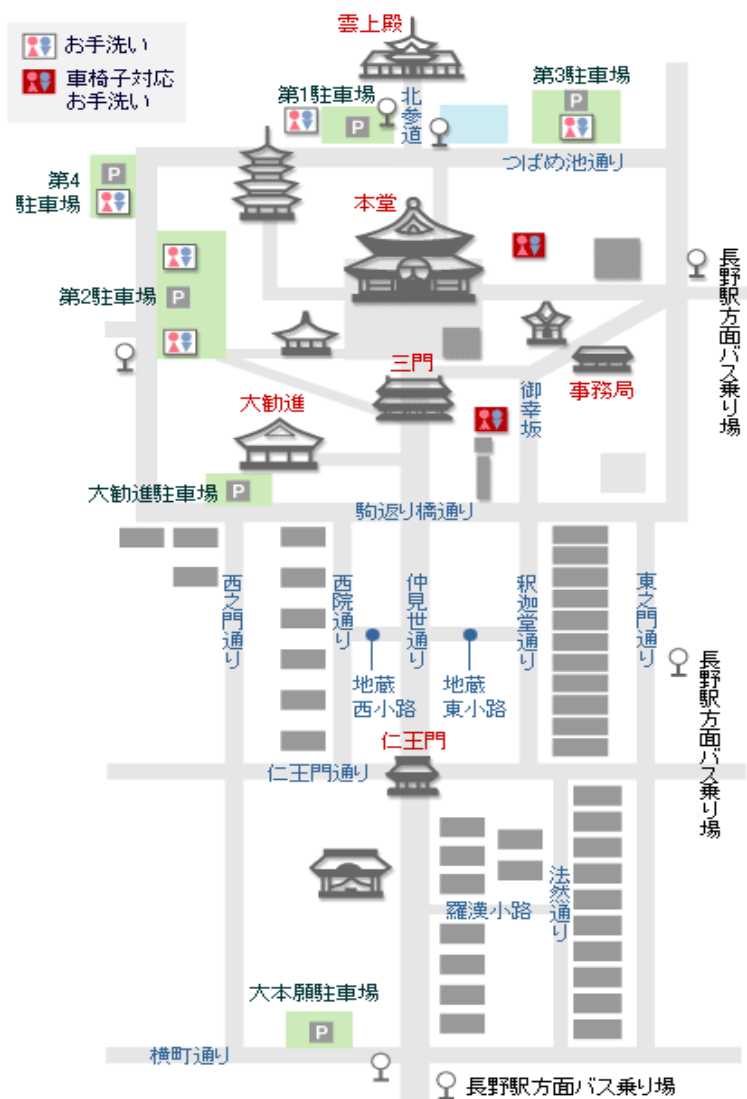 お手洗い
車椅子対応
お手洗い
雲上殿
第1駐車場
P
北参道
第3駐車場
P
つばめ池通り
第4
駐車場
P
本堂
第2駐車場
P
長野駅方面バス乗り場
三門
事務局
御幸坂
大勧進
大勧進駐車場
P
駒返り橋通り
西之門通り
西院通り
仲見世通り
釈迦堂通り
東之門通り
地蔵
西小路
地蔵
東小路
長野駅方面バス乗り場
仁王門
仁王門通り
法然通り
羅漢小路
大本願駐車場
P
横町通り
長野駅方面バス乗り場